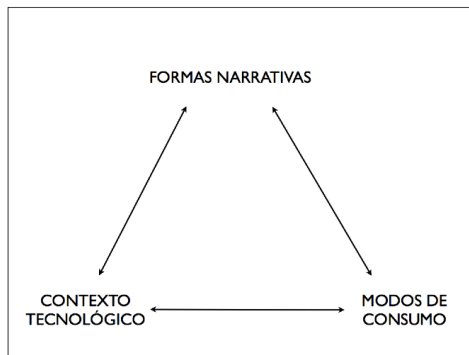 FORMAS NARRATIVAS
CONTEXTO
TECNOLÓGICO
MODOS DE
CONSUMO